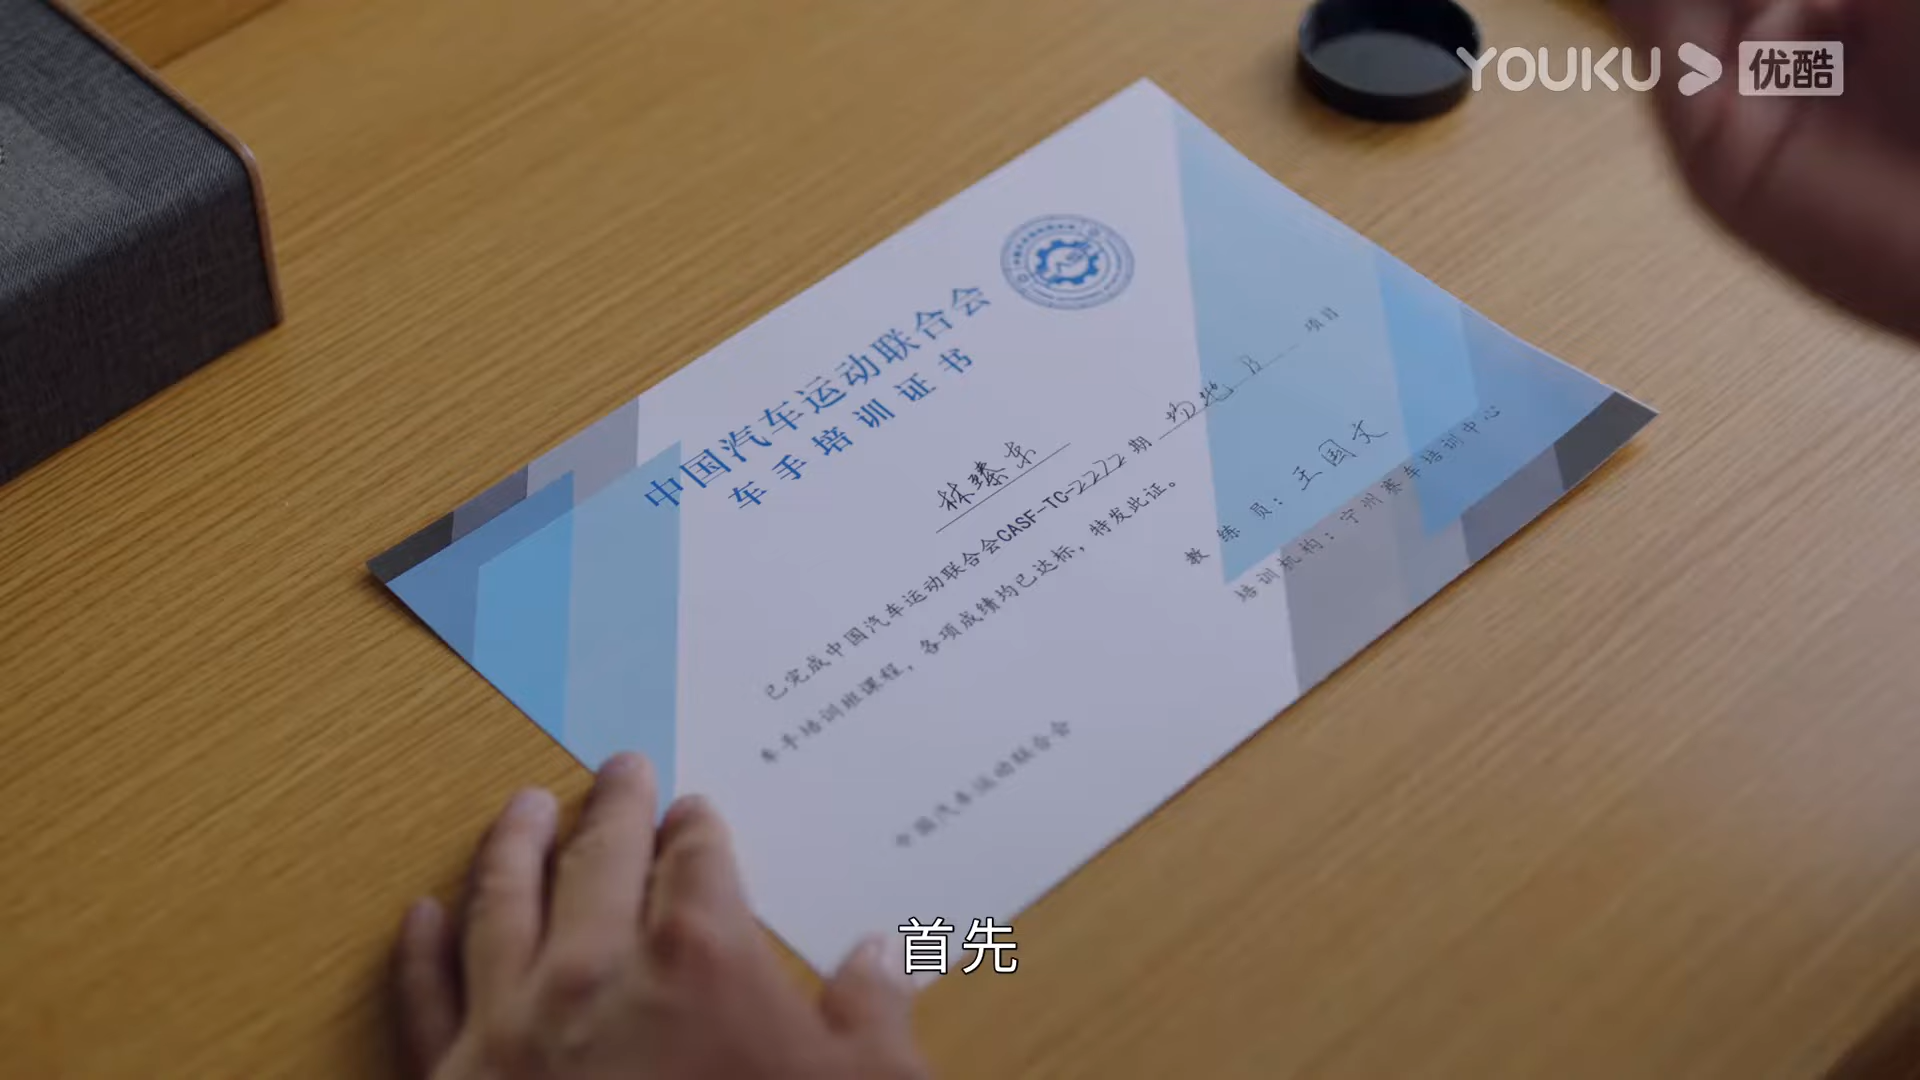 YOUKU 优酷
中国汽车运动联合会
车手培训证书
林臻东
已完成中国汽车运动联合会CASF-TC-2212期 场地 B 项目
车手培训班课程，各项成绩均已达标，特发此证。
教练员：王国文
培训机构：宁州赛车培训中心
中国汽车运动联合会
首先